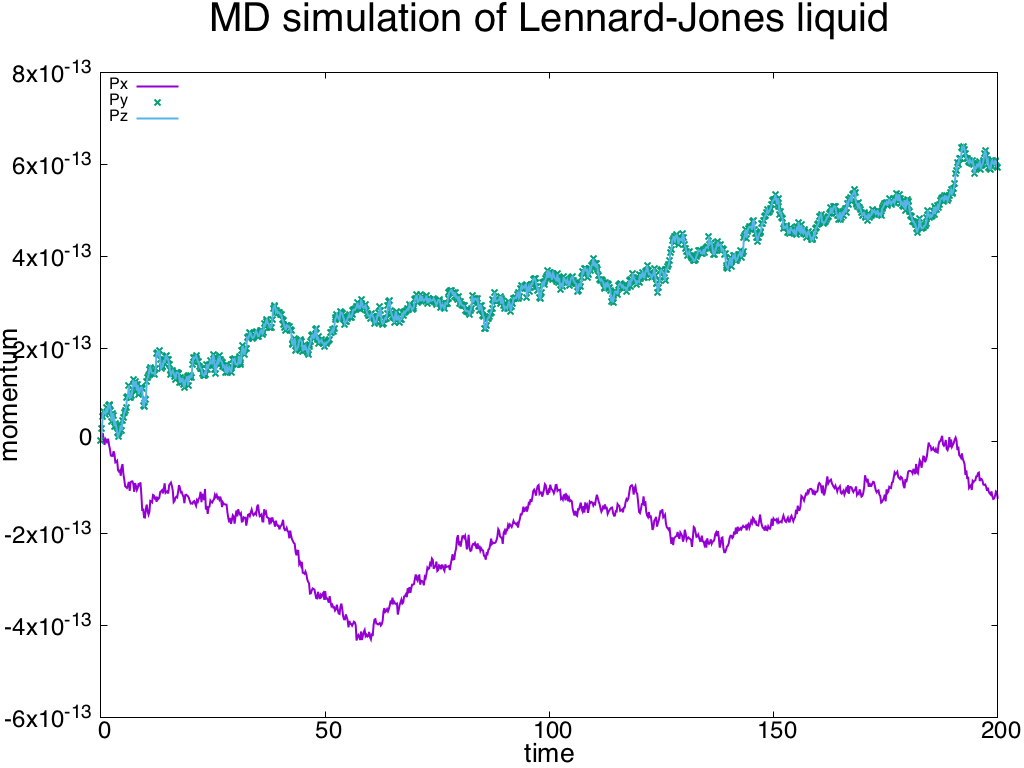 MD simulation of Lennard-Jones liquid
8x10^-13
6x10^-13
4x10^-13
2x10^-13
0
-2x10^-13
-4x10^-13
-6x10^-13
momentum
Px
Py
Pz
0 50 100 150 200
time